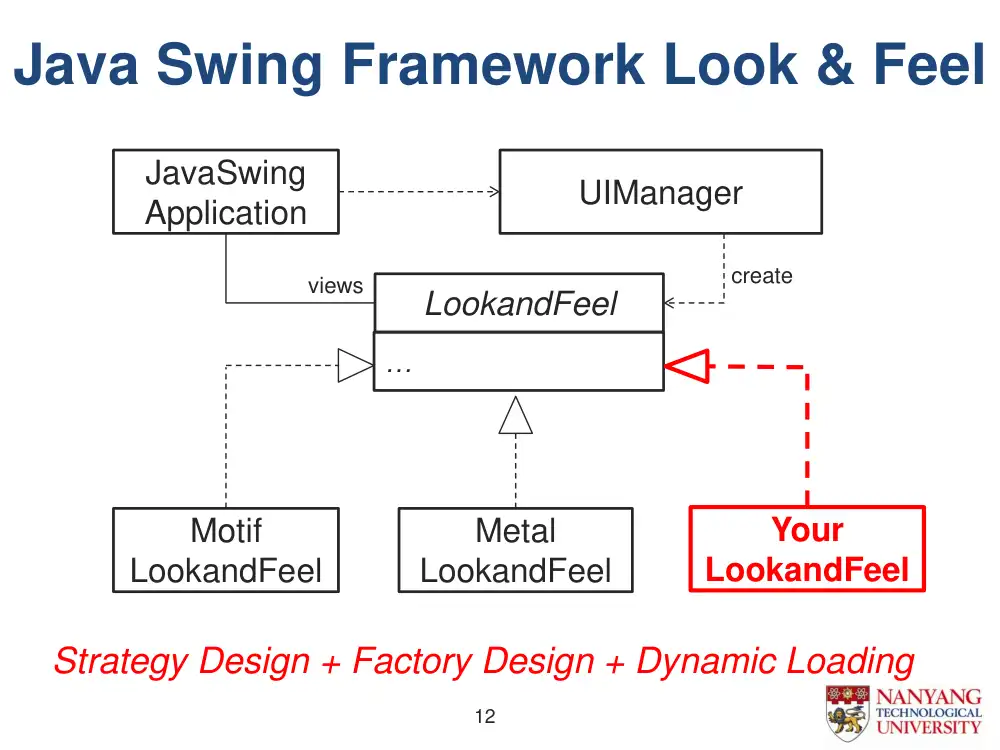 Java Swing Framework Look & Feel
JavaSwing
Application
UIManager
views
create
LookandFeel
...
Motif
LookandFeel
Metal
LookandFeel
Your
LookandFeel
Strategy Design + Factory Design + Dynamic Loading
12
NANYANG
TECHNOLOGICAL
UNIVERSITY